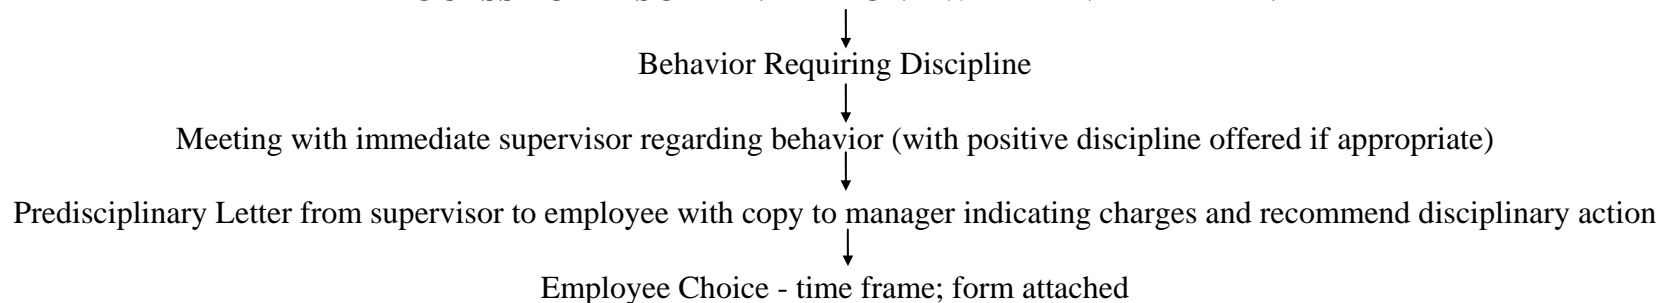 Behavior Requiring Discipline
Meeting with immediate supervisor regarding behavior (with positive discipline offered if appropriate)
Predisciplinary Letter from supervisor to employee with copy to manager indicating charges and recommend disciplinary action
Employee Choice - time frame; form attached